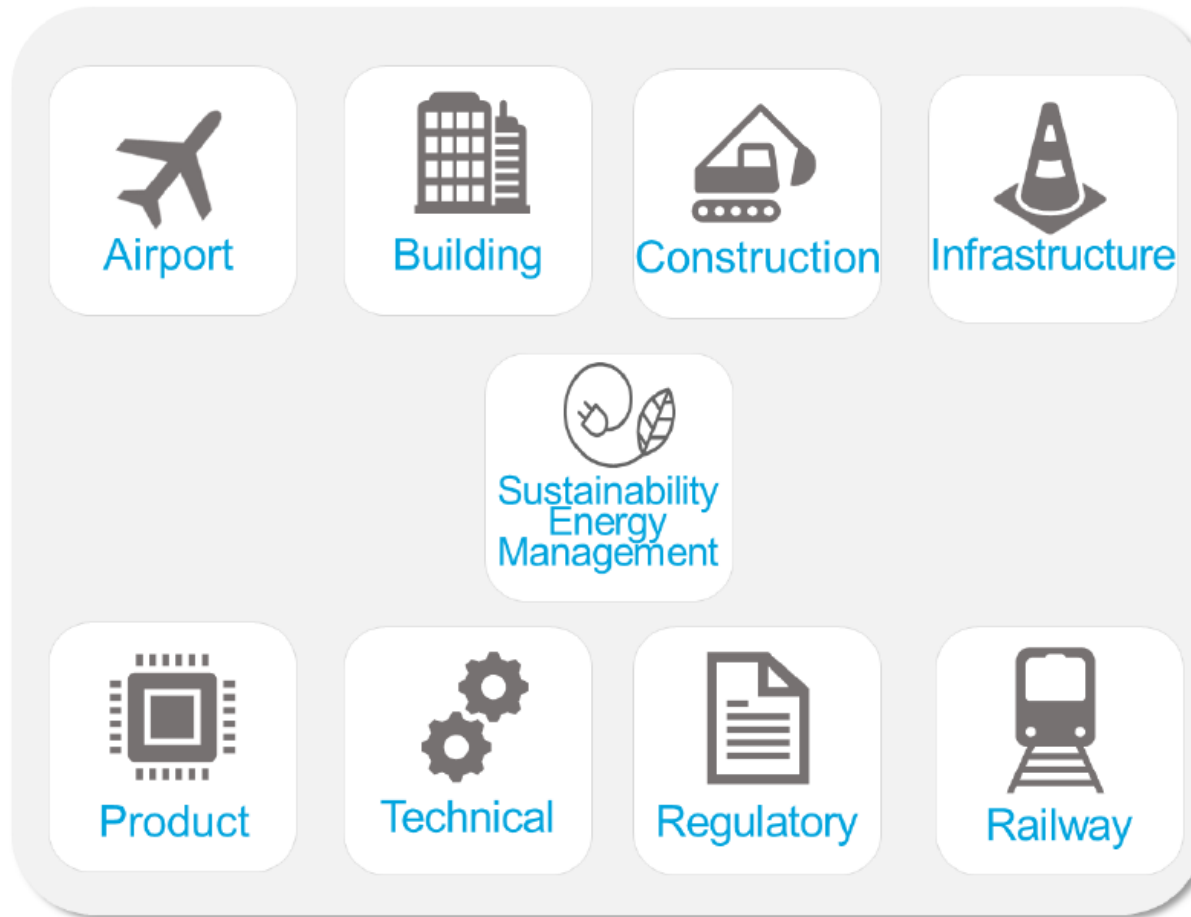 Airport
Building
Construction
Infrastructure
Sustainability
Energy
Management
Product
Technical
Regulatory
Railway